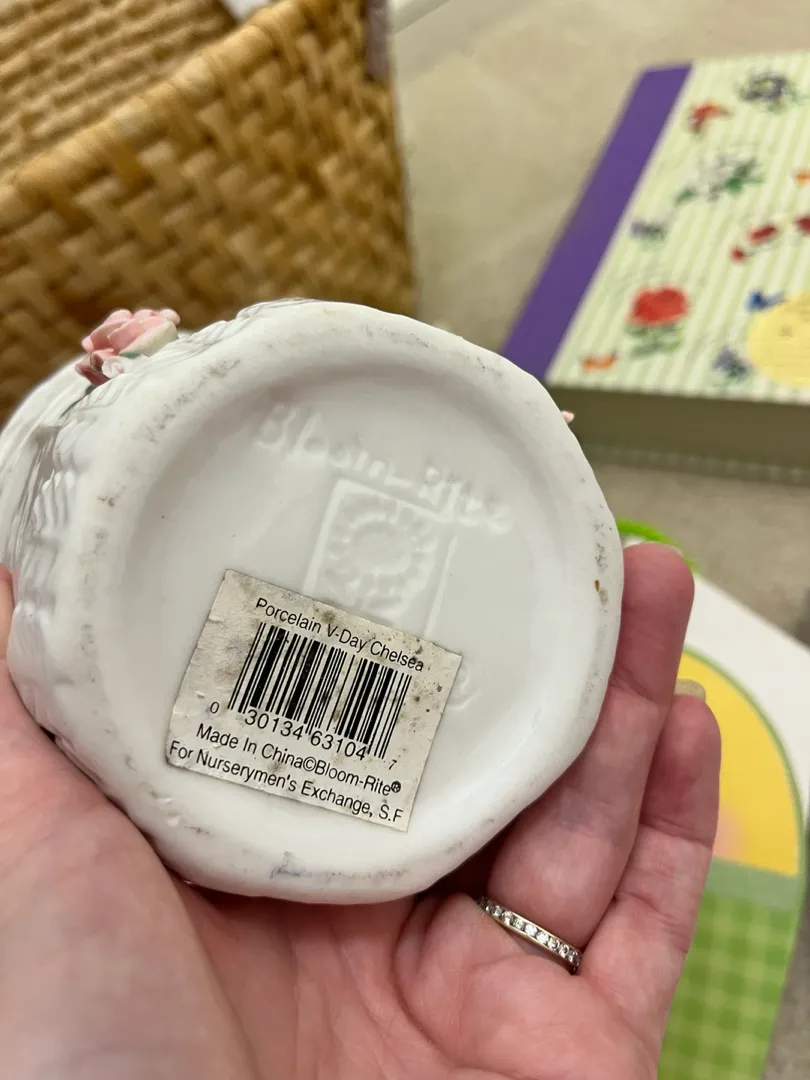 Bloom-Rite
Porcelain V-Day Chelsea
0 30134 63104 7
Made In China©Bloom-Rite®
For Nurserymen's Exchange, S.F